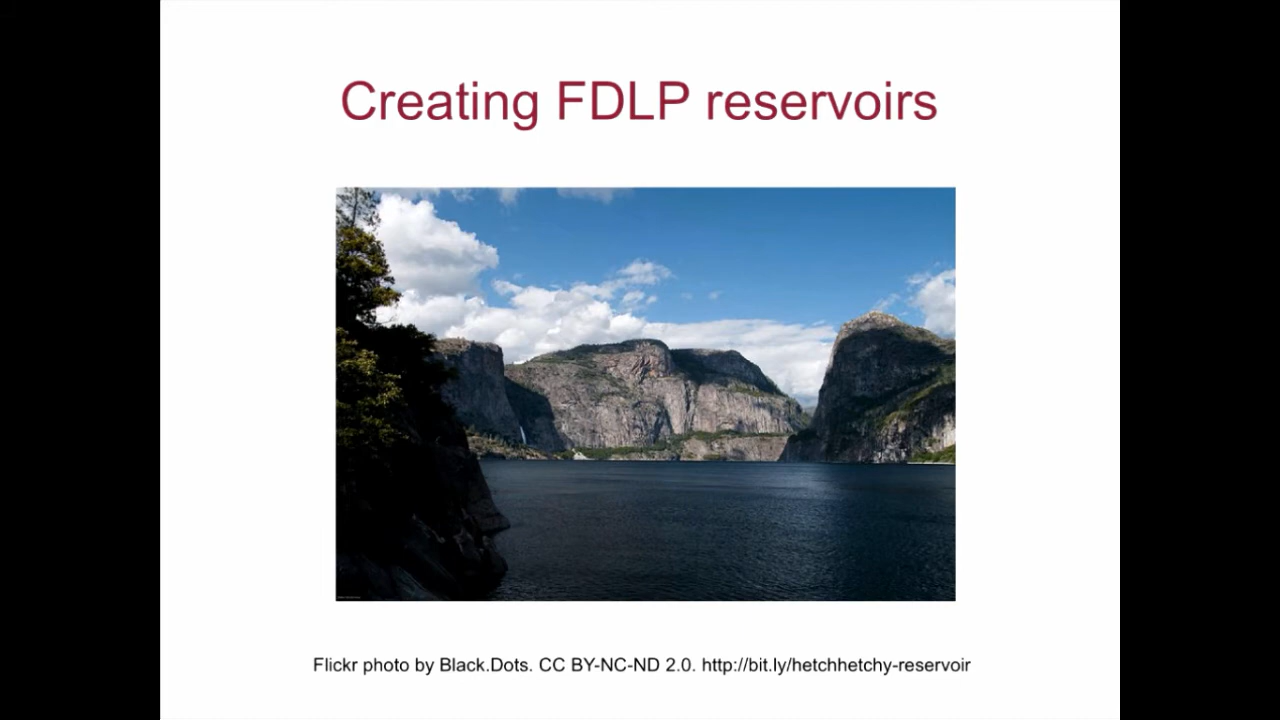 Creating FDLP reservoirs
Flickr photo by Black.Dots. CC BY-NC-ND 2.0. http://bit.ly/hetchhetchy-reservoir